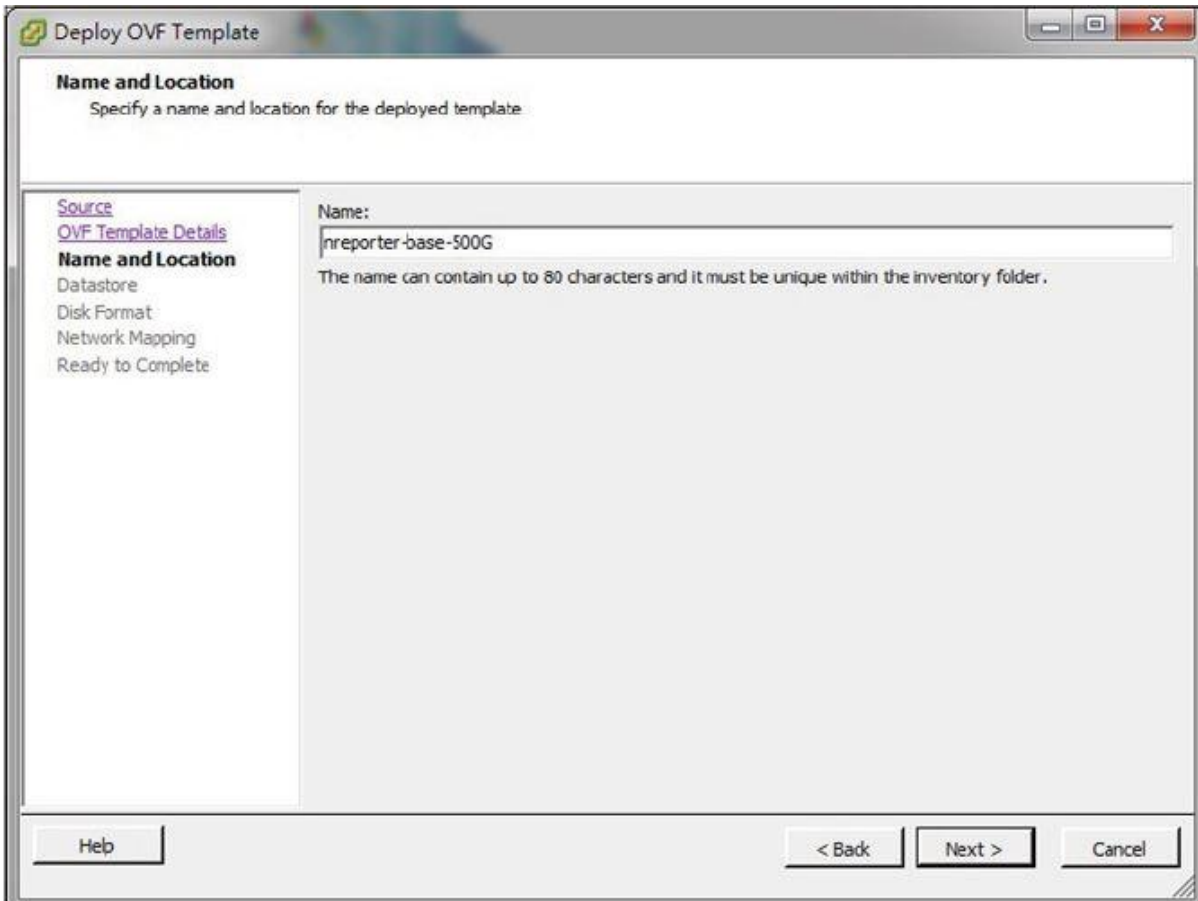 Deploy OVF Template
Name and Location
Specify a name and location for the deployed template
Source
OVF Template Details
Name and Location
Datastore
Disk Format
Network Mapping
Ready to Complete
Name:
nreporter-base-500G
The name can contain up to 80 characters and it must be unique within the inventory folder.
Help
< Back
Next >
Cancel